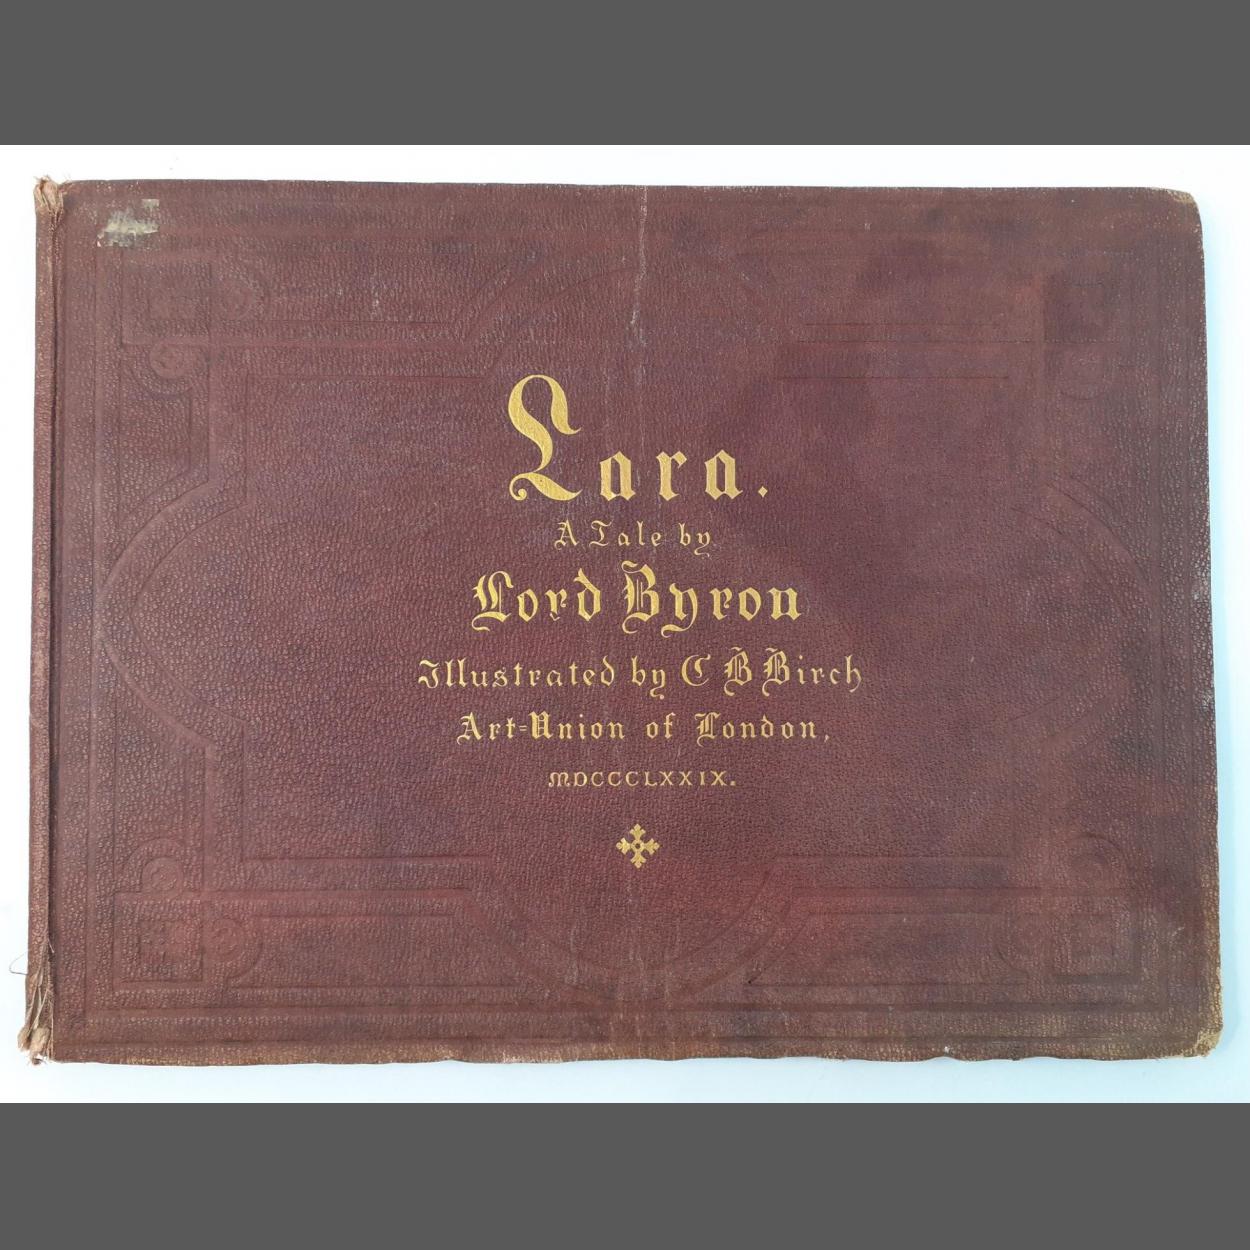 Lara.
A Tale by
Lord Byron
Illustrated by C B Birch
Art=Union of London,
MDCCCLXXIX.